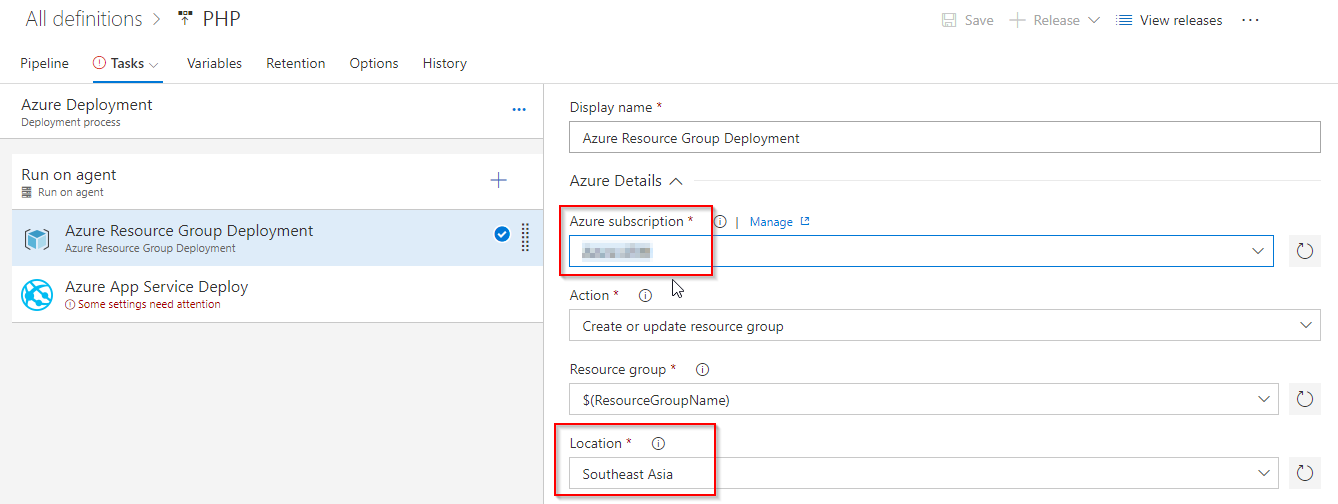 All definitions > PHP
Save
Release
View releases
...
Pipeline
Tasks
Variables
Retention
Options
History
Azure Deployment
Deployment process
...
Run on agent
Run on agent
Azure Resource Group Deployment
Azure Resource Group Deployment
Azure App Service Deploy
Some settings need attention
Display name *
Azure Resource Group Deployment
Azure Details
Azure subscription * | Manage
Action *
Create or update resource group
Resource group *
$(ResourceGroupName)
Location *
Southeast Asia